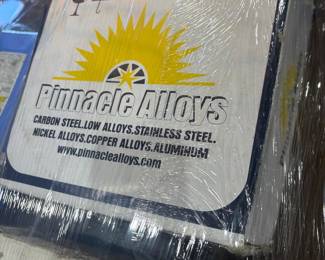 Pinnacle Alloys
CARBON STEEL.LOW ALLOYS.STAINLESS STEEL.
NICKEL ALLOYS.COPPER ALLOYS.ALUMINUM
www.pinnaclealloys.com